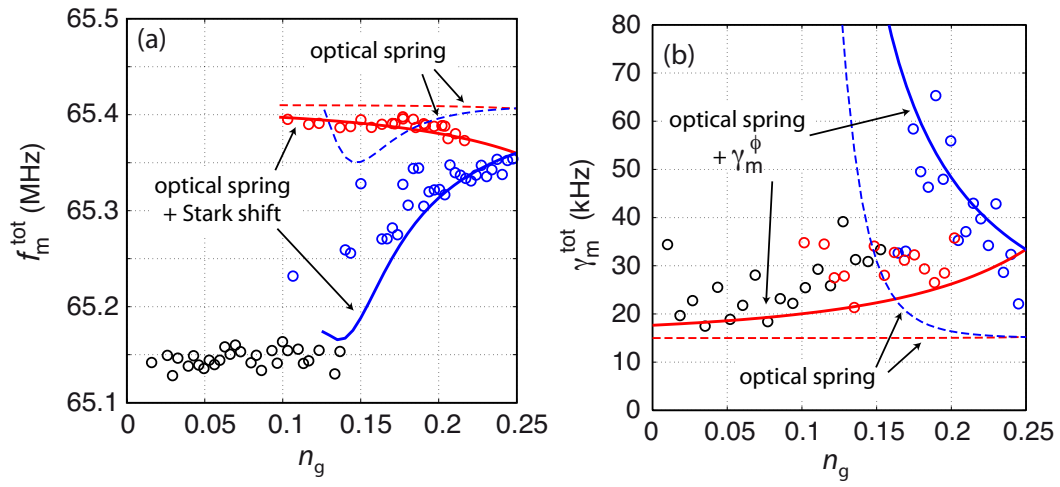 (a)
optical spring
optical spring
+ Stark shift
65.5
65.4
65.3
65.2
65.1
f_m^tot (MHz)
0
0.05
0.1
0.15
0.2
0.25
n_g
(b)
optical spring
+ γ_m^ϕ
optical spring
80
70
60
50
40
30
20
10
0
γ_m^tot (kHz)
0
0.05
0.1
0.15
0.2
0.25
n_g